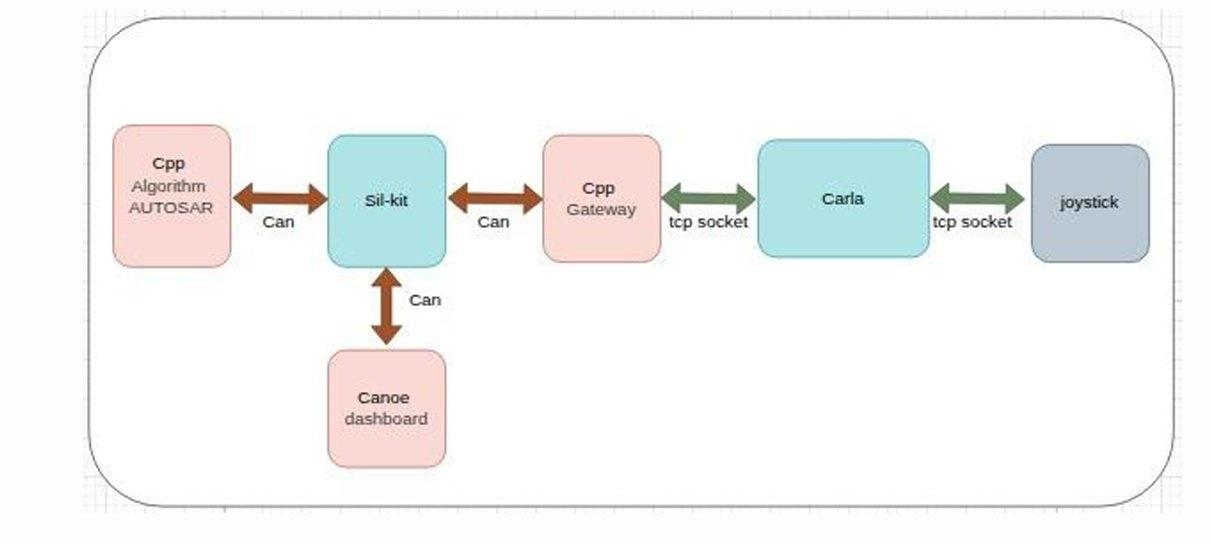 Cpp
Algorithm
AUTOSAR
Can
Sil-kit
Can
Cpp
Gateway
tcp socket
Carla
tcp socket
joystick
Can
Canoe
dashboard